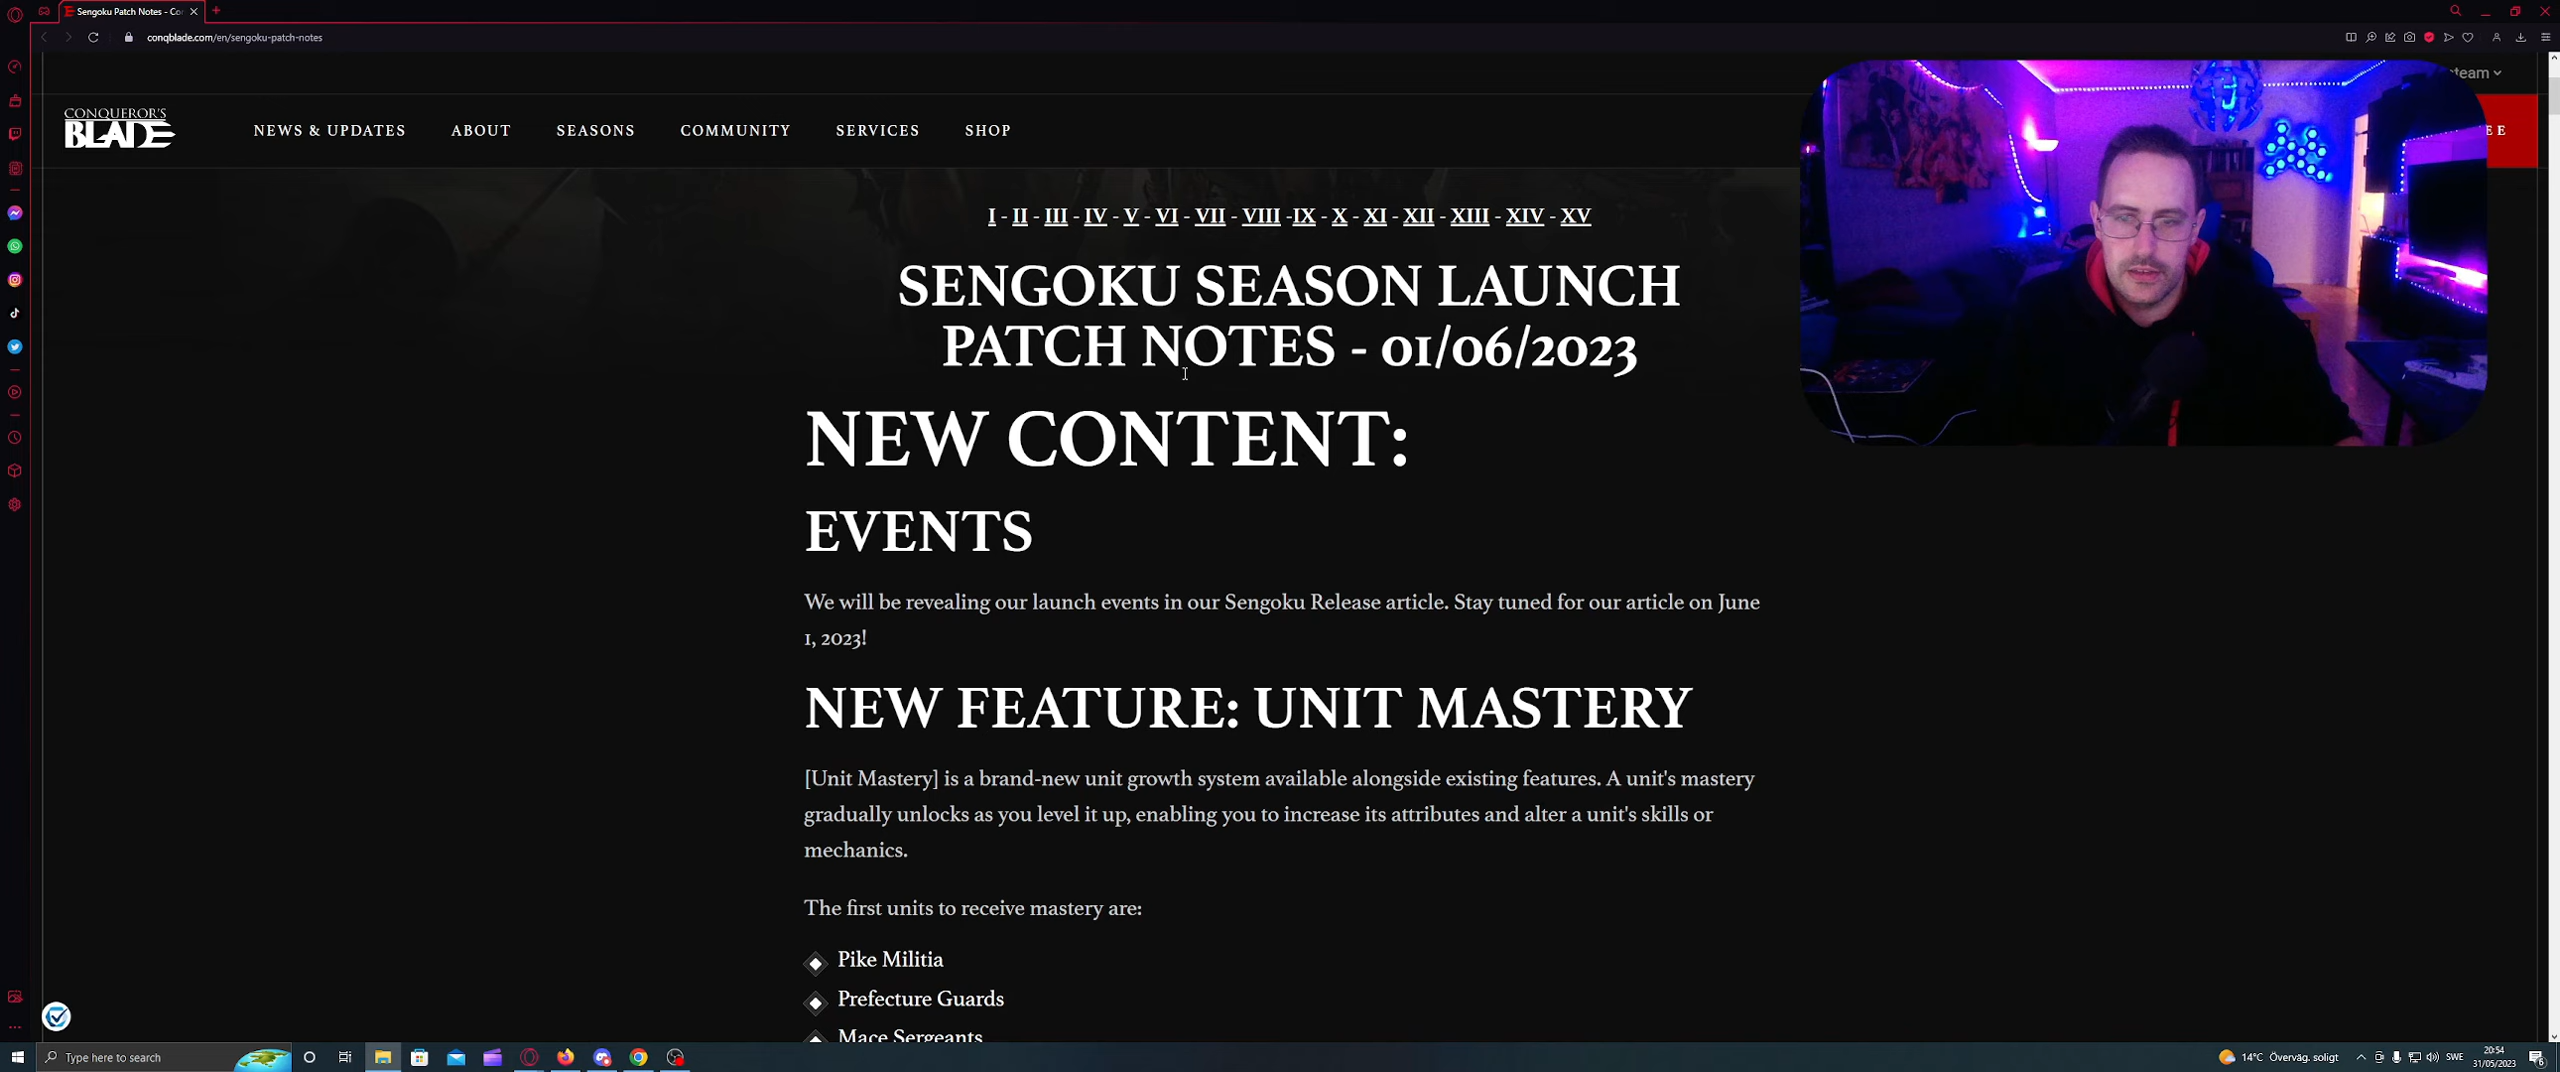 Sengoku Patch Notes - Co
conqblade.com/en/sengoku-patch-notes
team
CONQUEROR'S
BLADE
NEWS & UPDATES
ABOUT
SEASONS
COMMUNITY
SERVICES
SHOP
EE
I - II - III - IV - V - VI - VII - VIII -IX - X - XI - XII - XIII - XIV - XV
SENGOKU SEASON LAUNCH
PATCH NOTES - 01/06/2023
NEW CONTENT:
EVENTS
We will be revealing our launch events in our Sengoku Release article. Stay tuned for our article on June
1, 2023!
NEW FEATURE: UNIT MASTERY
[Unit Mastery] is a brand-new unit growth system available alongside existing features. A unit's mastery
gradually unlocks as you level it up, enabling you to increase its attributes and alter a unit's skills or
mechanics.
The first units to receive mastery are:
Pike Militia
Prefecture Guards
Mace Sergeants
Type here to search
14°C Överväg. soligt
SWE
20:54
31/05/2023
6